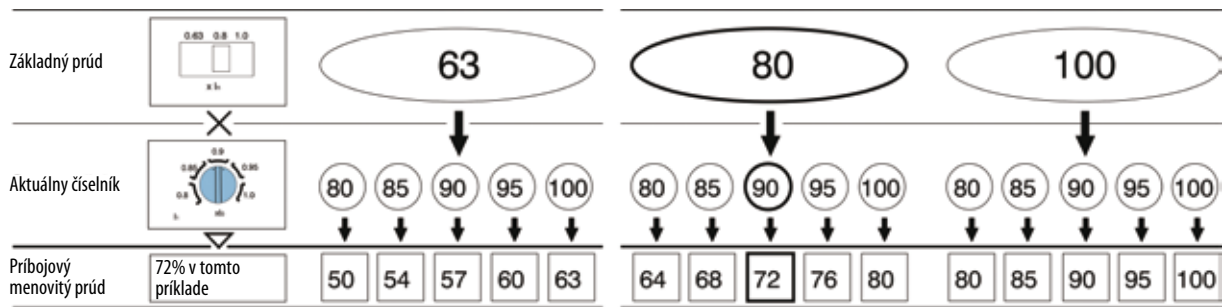 0.63 0.8 1.0
Základný prúd
63 80 100
x I₀
0.9
0.85 0.95
Aktuálny číselník
80 85 90 95 100 80 85 90 95 100 80 85 90 95 100
0.8 1.0
Príbojový
menovitý prúd
72% v tomto
príklade
50 54 57 60 63 64 68 72 76 80 80 85 90 95 100